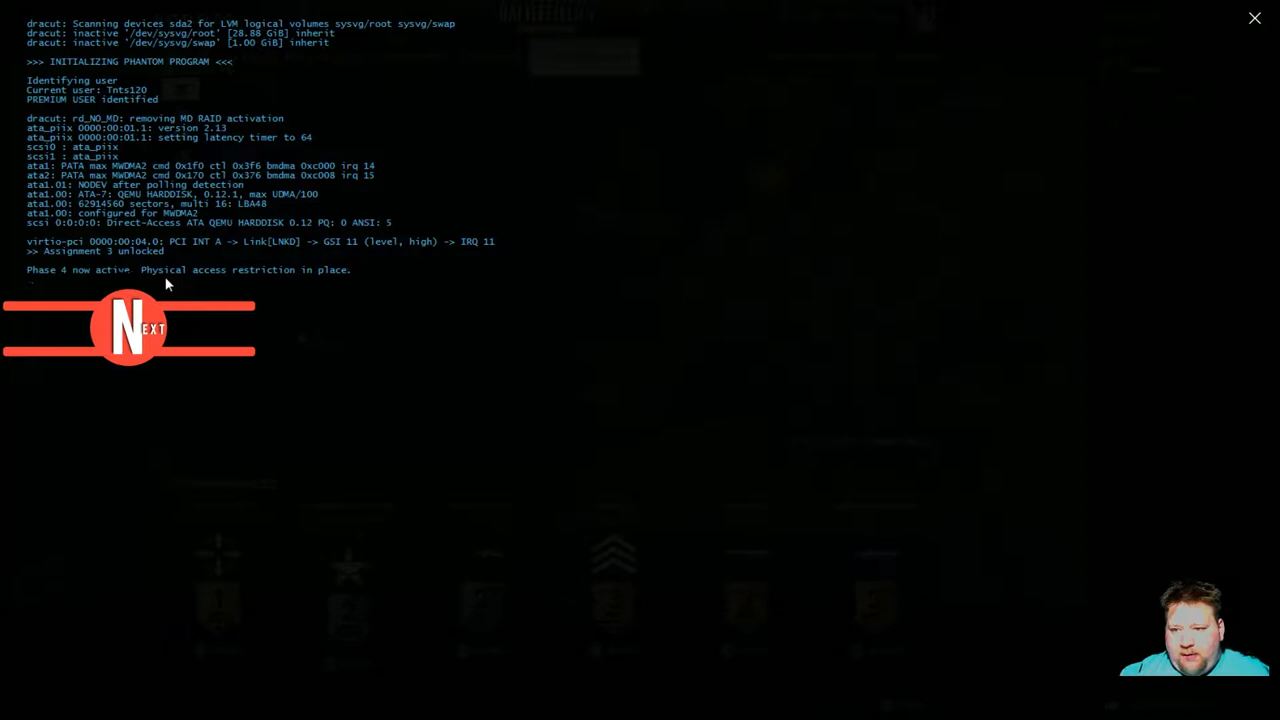 dracut: Scanning devices sda2 for LVM logical volumes sysvg/root sysvg/swap
dracut: inactive '/dev/sysvg/root' [28.88 GiB] inherit
dracut: inactive '/dev/sysvg/swap' [1.00 GiB] inherit
>>> INITIALIZING PHANTOM PROGRAM <<<
Identifying user
Current user: Tnts120
PREMIUM USER identified
dracut: rd_NO_MD: removing MD RAID activation
ata_piix 0000:00:01.1: version 2.13
ata_piix 0000:00:01.1: setting latency timer to 64
scsi0 : ata_piix
scsi1 : ata_piix
ata1: PATA max MWDMA2 cmd 0x1f0 ctl 0x3f6 bmdma 0xc000 irq 14
ata2: PATA max MWDMA2 cmd 0x170 ctl 0x376 bmdma 0xc008 irq 15
ata1.01: NODEV after polling detection
ata1.00: ATA-7: QEMU HARDDISK, 0.12.1, max UDMA/100
ata1.00: 62914560 sectors, multi 16: LBA48
ata1.00: configured for MWDMA2
scsi 0:0:0:0: Direct-Access ATA QEMU HARDDISK 0.12 PQ: 0 ANSI: 5
virtio-pci 0000:00:04.0: PCI INT A -> Link[LNKD] -> GSI 11 (level, high) -> IRQ 11
>> Assignment 3 unlocked
Phase 4 now active. Physical access restriction in place.
NEXT